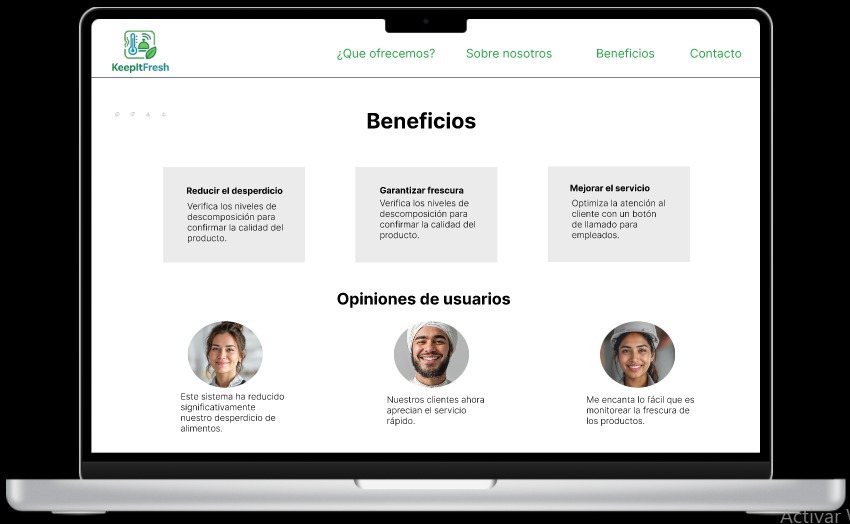 KeepItFresh
¿Que ofrecemos? Sobre nosotros Beneficios Contacto
Beneficios
Reducir el desperdicio
Verifica los niveles de
descomposición para
confirmar la calidad del
producto.
Garantizar frescura
Verifica los niveles de
descomposición para
confirmar la calidad del
producto.
Mejorar el servicio
Optimiza la atención al
cliente con un botón
de llamado para
empleados.
Opiniones de usuarios
Este sistema ha reducido
significativamente
nuestro desperdicio de
alimentos.
Nuestros clientes ahora
aprecian el servicio
rápido.
Me encanta lo fácil que es
monitorear la frescura de
los productos.
Activar